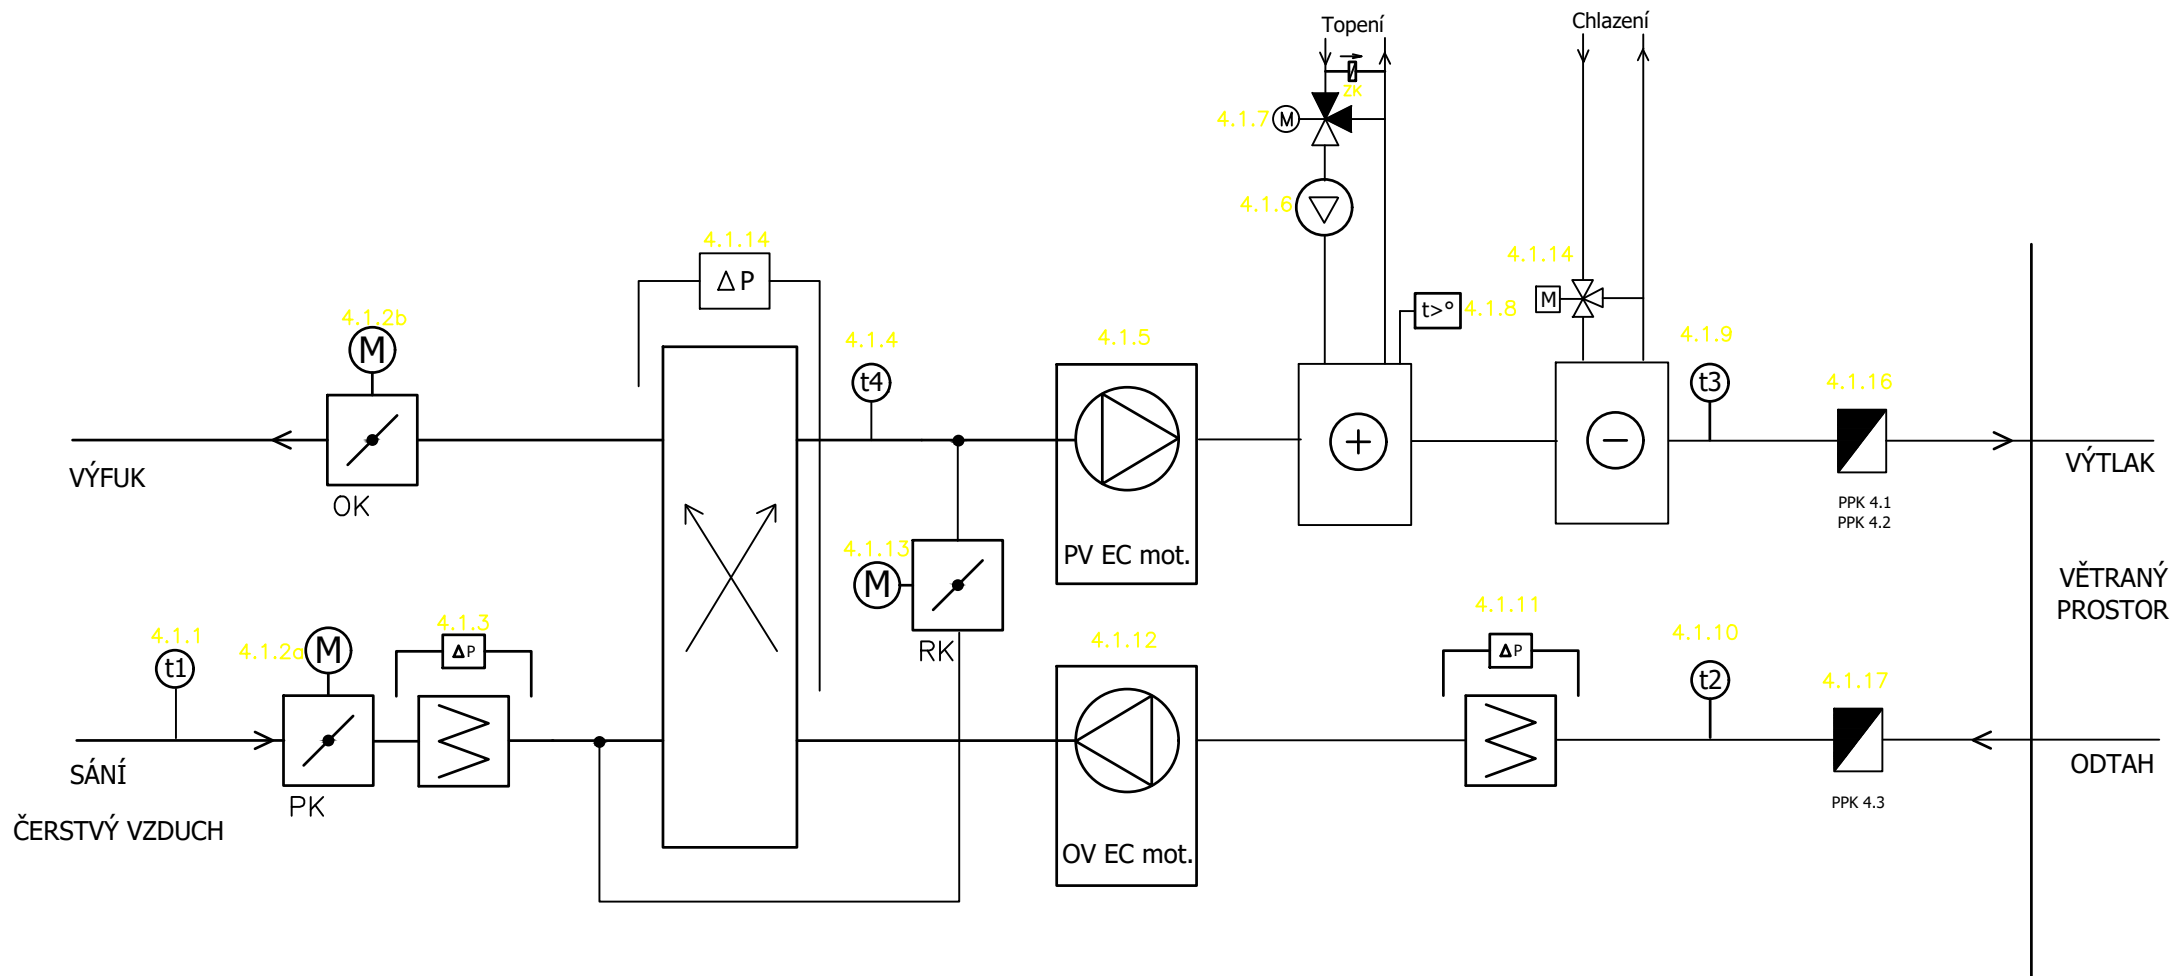 Topení
Chlazení
ZK
4.1.7
M
4.1.6
4.1.14
Δ P
4.1.14
M
t>°
4.1.8
4.1.2b
M
4.1.4
t4
4.1.5
4.1.9
t3
4.1.16
VÝFUK
OK
+
−
VÝTLAK
PPK 4.1
PPK 4.2
4.1.13
M
PV EC mot.
VĚTRANÝ
PROSTOR
4.1.1
t1
4.1.2a
M
4.1.3
Δ P
RK
4.1.12
4.1.11
Δ P
4.1.10
t2
4.1.17
SÁNÍ
PK
ČERSTVÝ VZDUCH
OV EC mot.
ODTAH
PPK 4.3